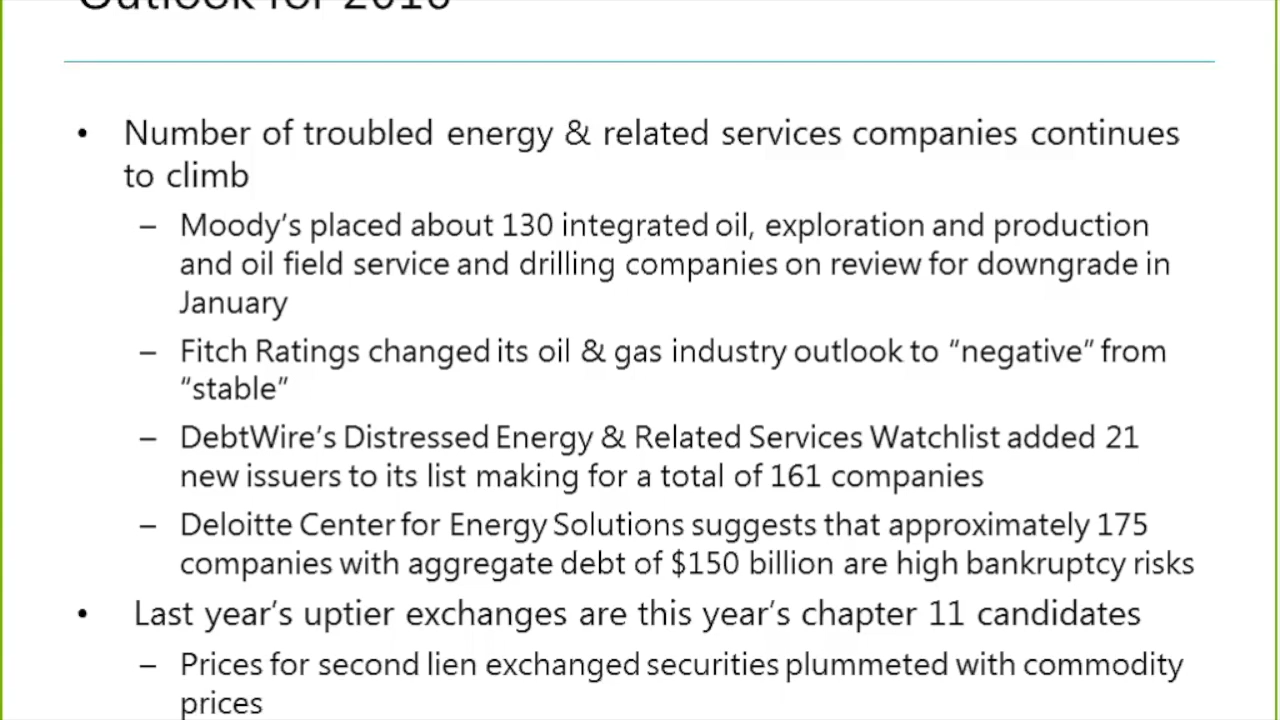 Outlook for 2016
• Number of troubled energy & related services companies continues
to climb
– Moody’s placed about 130 integrated oil, exploration and production
and oil field service and drilling companies on review for downgrade in
January
– Fitch Ratings changed its oil & gas industry outlook to “negative” from
“stable”
– DebtWire’s Distressed Energy & Related Services Watchlist added 21
new issuers to its list making for a total of 161 companies
– Deloitte Center for Energy Solutions suggests that approximately 175
companies with aggregate debt of $150 billion are high bankruptcy risks
• Last year’s uptier exchanges are this year’s chapter 11 candidates
– Prices for second lien exchanged securities plummeted with commodity
prices